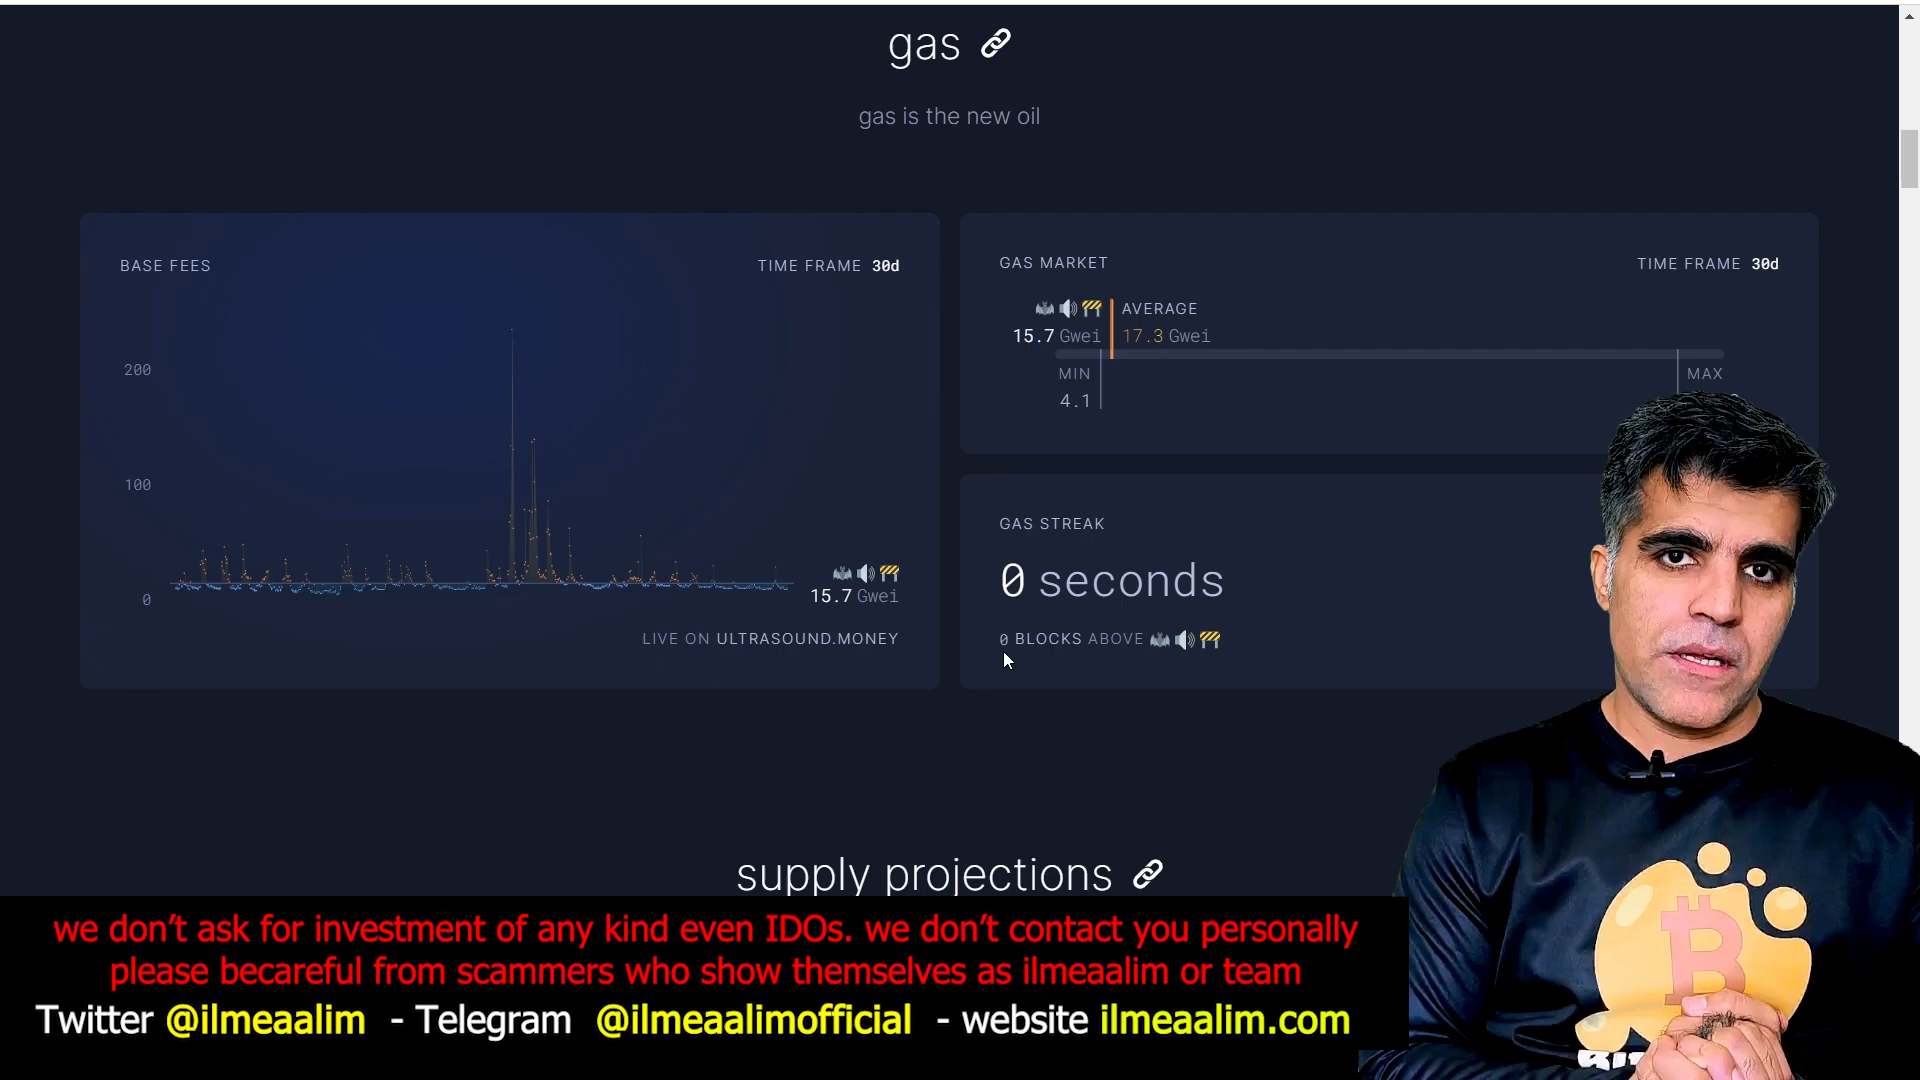 gas
gas is the new oil
BASE FEES
TIME FRAME 30d
200
100
0
15.7 Gwei
LIVE ON ULTRASOUND.MONEY
GAS MARKET
TIME FRAME 30d
AVERAGE
15.7 Gwei
17.3 Gwei
MIN
MAX
4.1
GAS STREAK
0 seconds
0 BLOCKS ABOVE
supply projections
we don't ask for investment of any kind even IDOs. we don't contact you personally
please becareful from scammers who show themselves as ilmeaalim or team
Twitter @ilmeaalim - Telegram @ilmeaalimofficial - website ilmeaalim.com
B